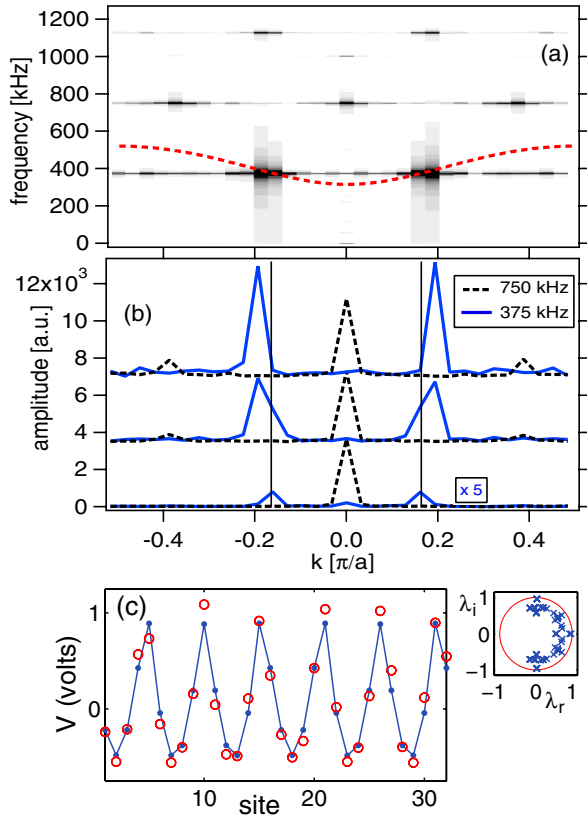 1200
1000
800
600
400
200
0
frequency [kHz]
(a)
12x10³
10
8
6
4
2
0
amplitude [a.u.]
(b)
750 kHz
375 kHz
x 5
-0.4
-0.2
0.0
0.2
0.4
k [π/a]
(c)
1
0
V (volts)
10
20
30
site
1
0
-1
λi
-1
0
1
λr